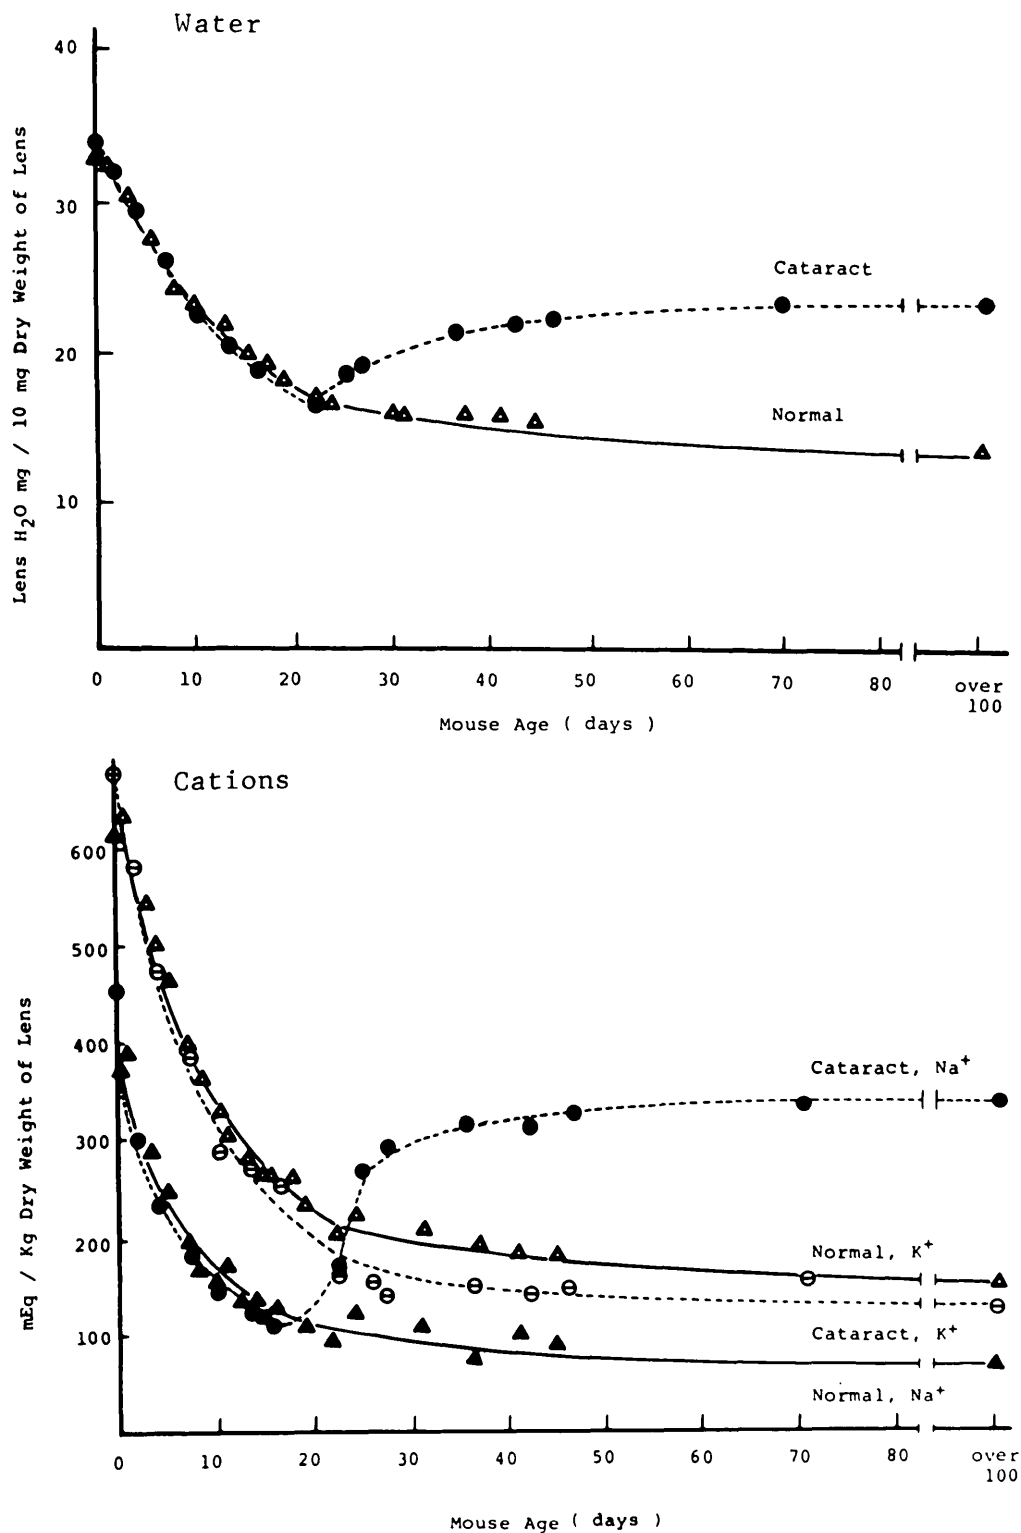 Water
40
30
20
10
Lens H₂O mg / 10 mg Dry Weight of Lens
Cataract
Normal
0 10 20 30 40 50 60 70 80 over
100
Mouse Age ( days )
Cations
600
500
400
300
200
100
mEq / Kg Dry Weight of Lens
Cataract, Na⁺
Normal, K⁺
Cataract, K⁺
Normal, Na⁺
0 10 20 30 40 50 60 70 80 over
100
Mouse Age ( days )